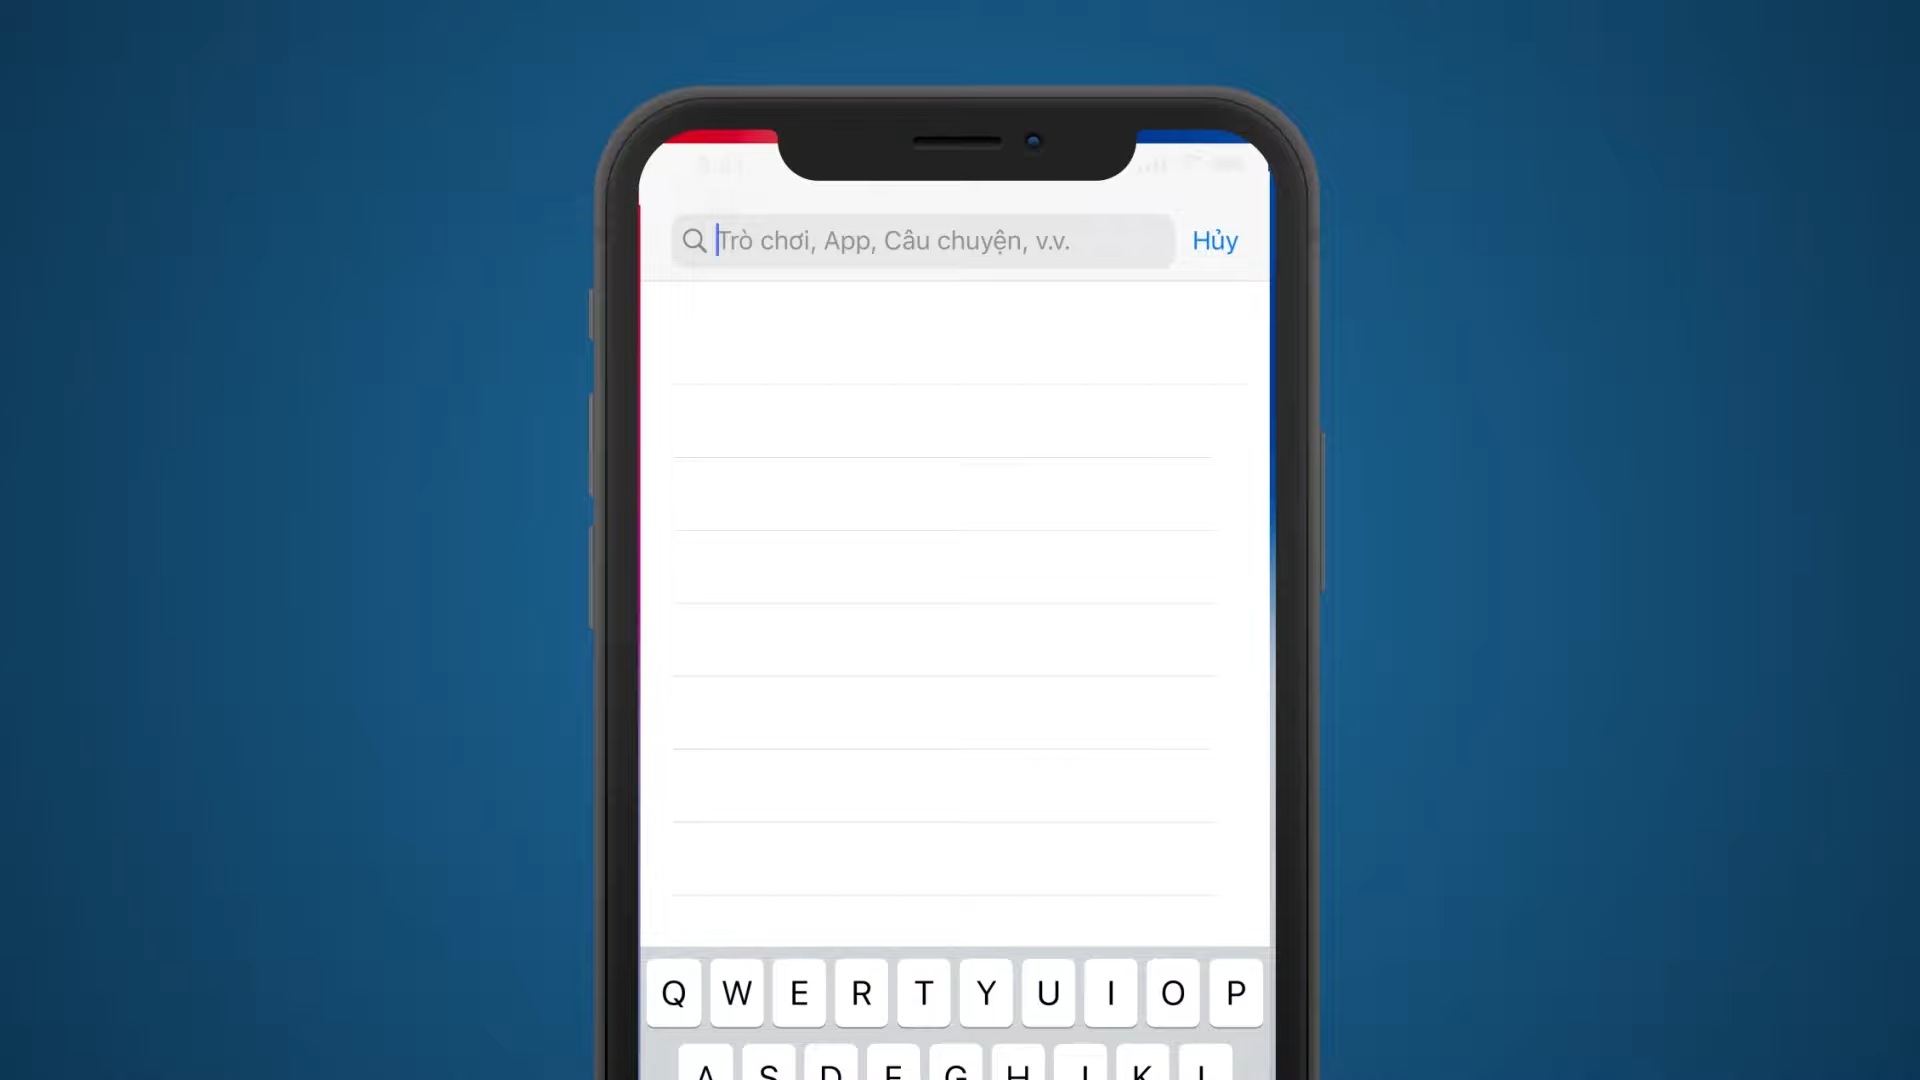 Trò chơi, App, Câu chuyện, v.v. Hủy
Q W E R T Y U I O P
A S D F G H J K L